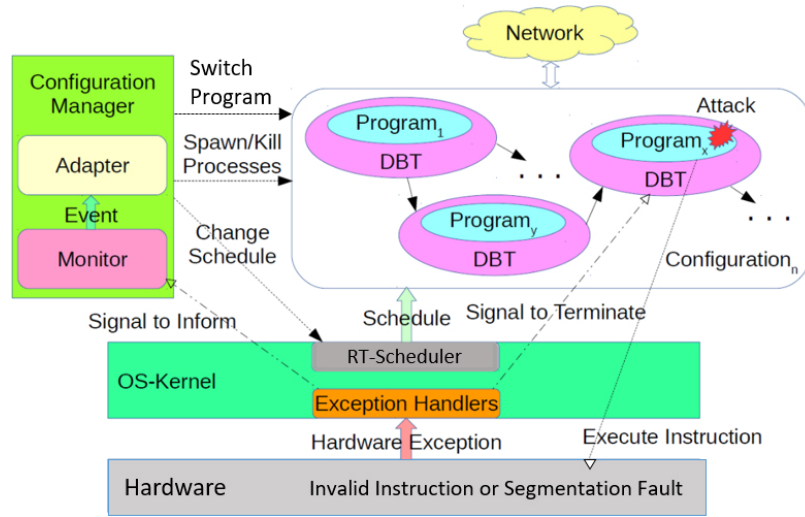 Network
Configuration
Manager
Switch
Program
Attack
Program1
DBT
Programx
DBT
Adapter
Spawn/Kill
Processes
. . .
Event
Programy
DBT
. . .
Monitor
Change
Schedule
Configurationn
Signal to Inform
Schedule
Signal to Terminate
RT-Scheduler
OS-Kernel
Exception Handlers
Hardware Exception
Execute Instruction
Hardware
Invalid Instruction or Segmentation Fault